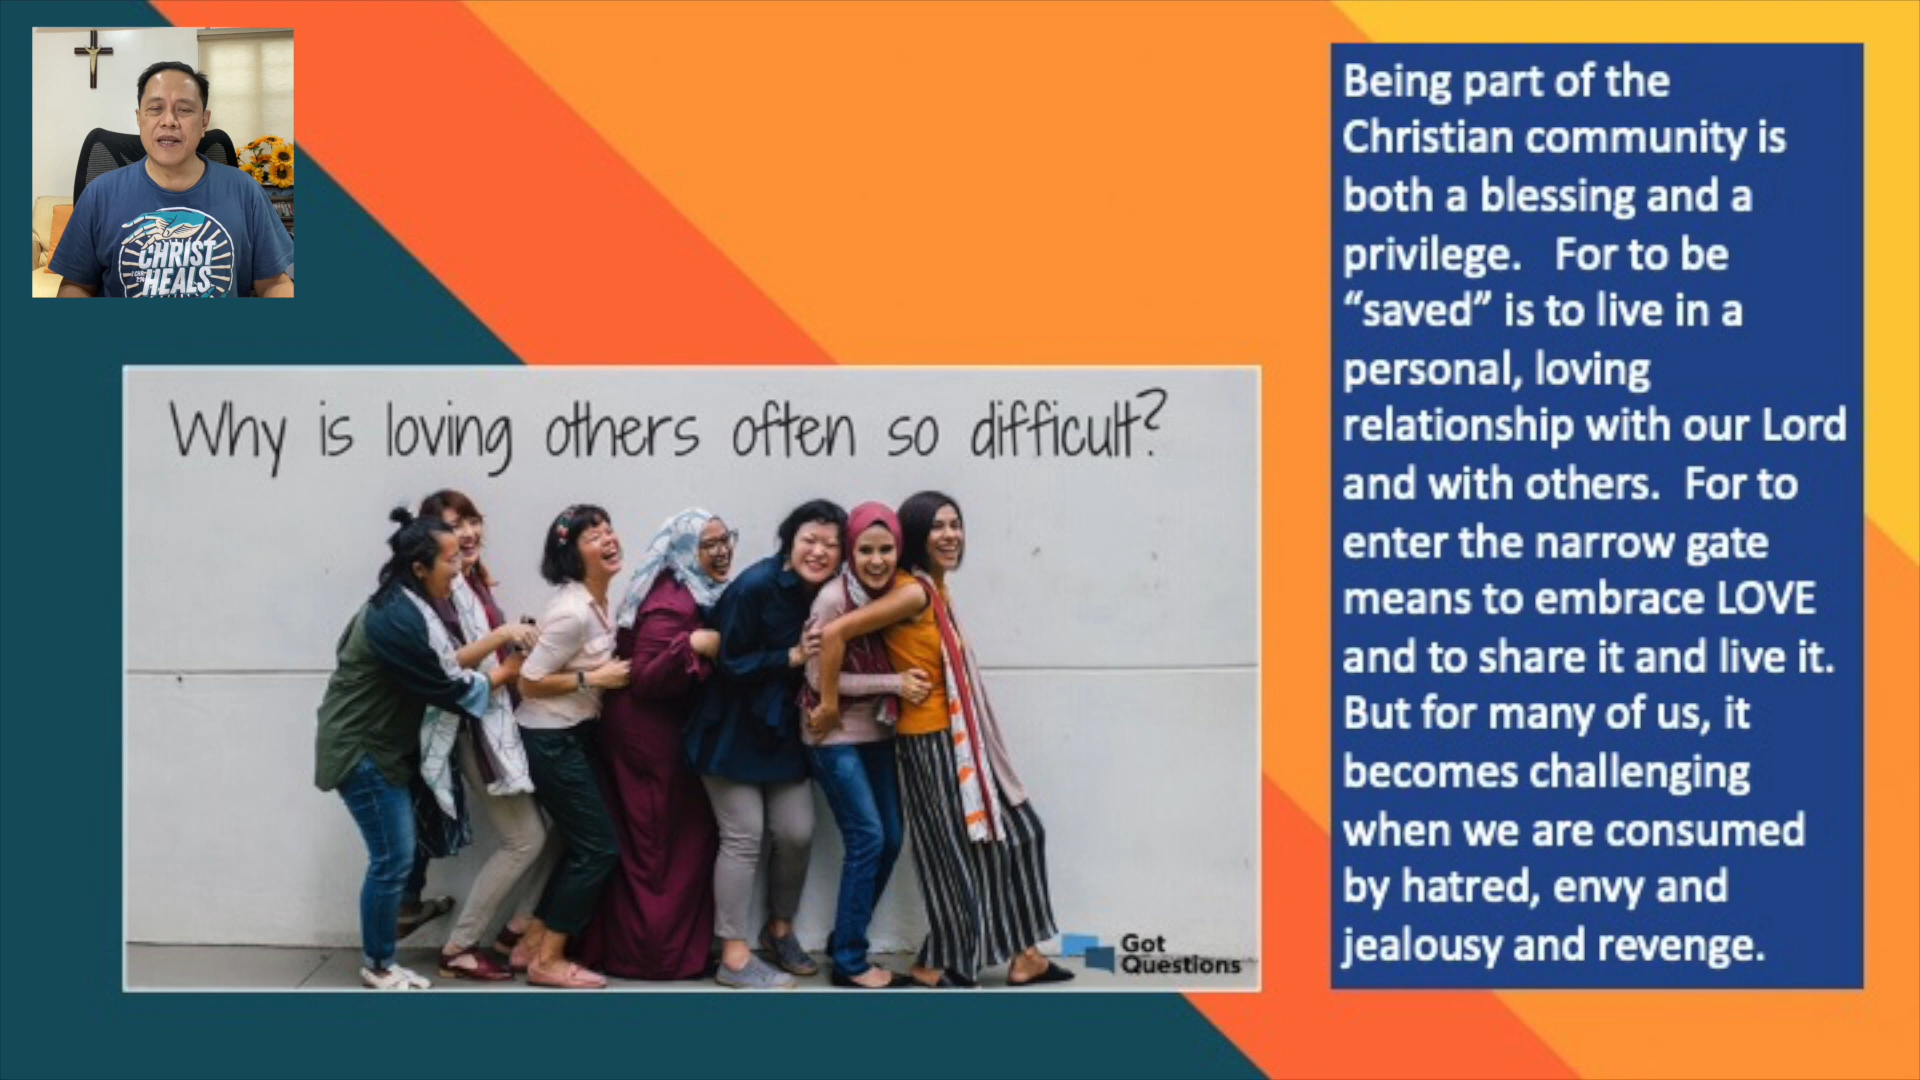 CHRIST
HEALS
Why is loving others often so difficult?
Got
Questions
Being part of the
Christian community is
both a blessing and a
privilege.   For to be
“saved” is to live in a
personal, loving
relationship with our Lord
and with others.  For to
enter the narrow gate
means to embrace LOVE
and to share it and live it.
But for many of us, it
becomes challenging
when we are consumed
by hatred, envy and
jealousy and revenge.